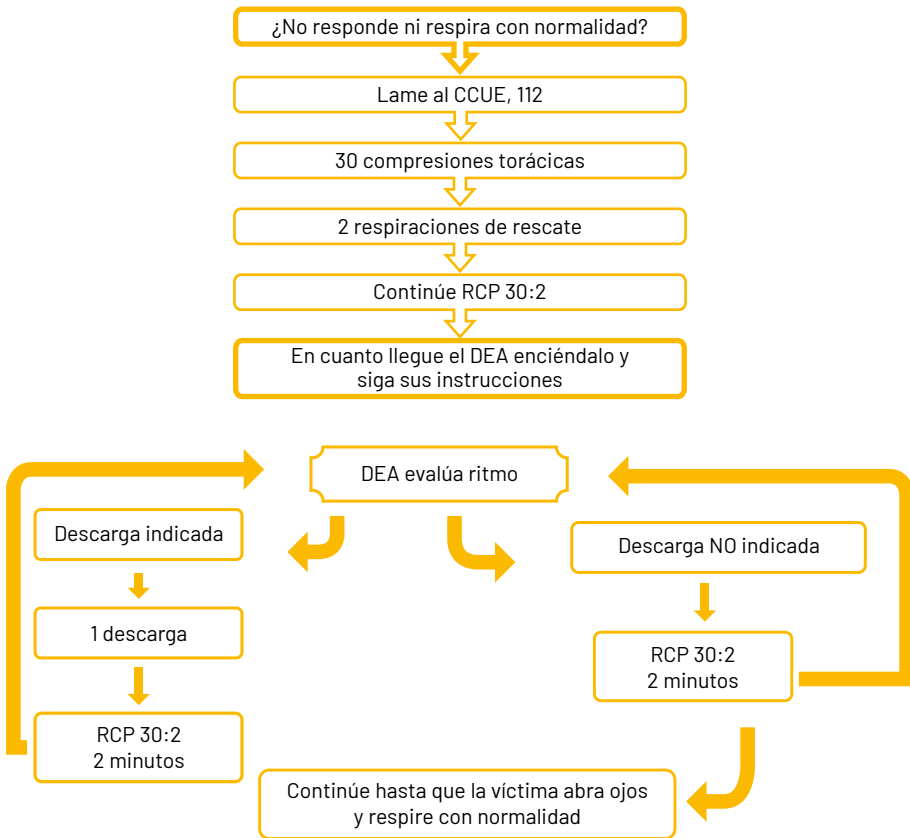 ¿No responde ni respira con normalidad?
Lame al CCUE, 112
30 compresiones torácicas
2 respiraciones de rescate
Continúe RCP 30:2
En cuanto llegue el DEA enciéndalo y
siga sus instrucciones
DEA evalúa ritmo
Descarga indicada
1 descarga
RCP 30:2
2 minutos
Descarga NO indicada
RCP 30:2
2 minutos
Continúe hasta que la víctima abra ojos
y respire con normalidad